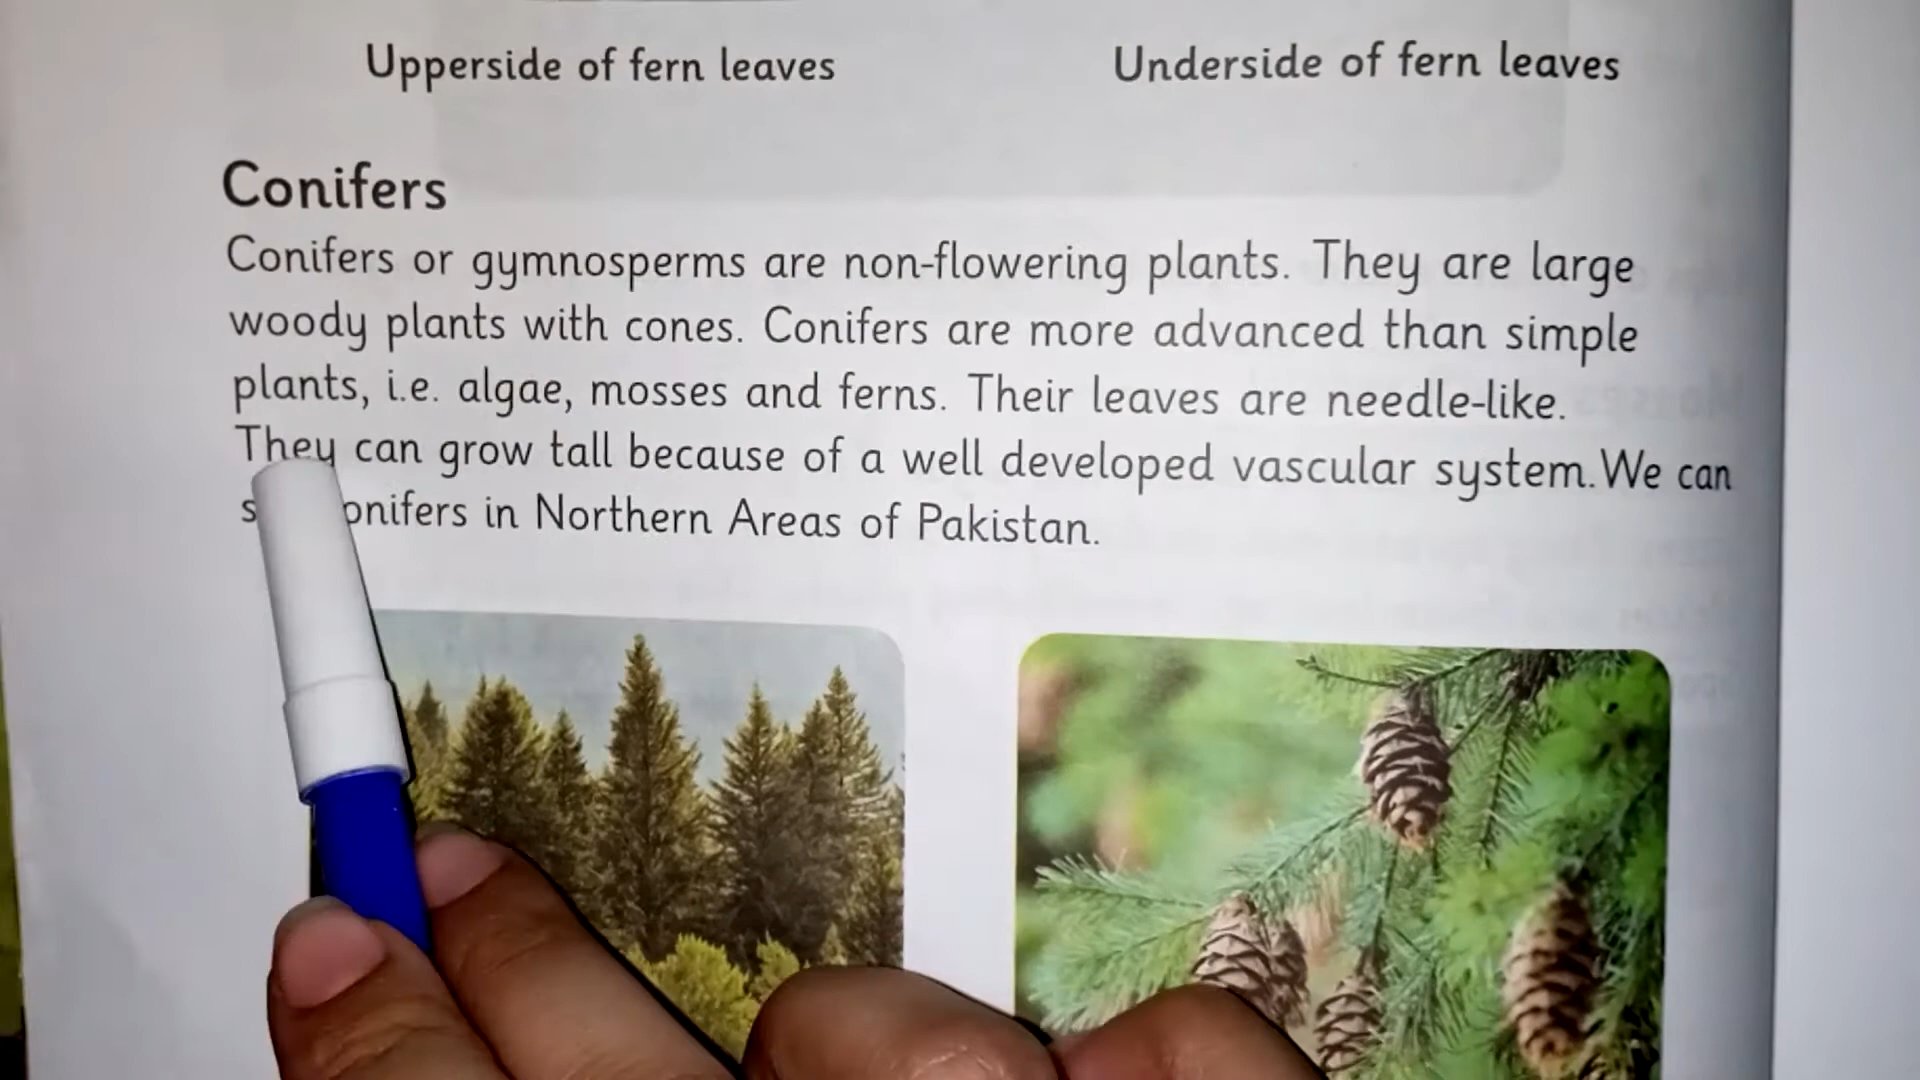 Upperside of fern leaves
Underside of fern leaves
Conifers
Conifers or gymnosperms are non-flowering plants. They are large
woody plants with cones. Conifers are more advanced than simple
plants, i.e. algae, mosses and ferns. Their leaves are needle-like.
They can grow tall because of a well developed vascular system.We can
onifers in Northern Areas of Pakistan.